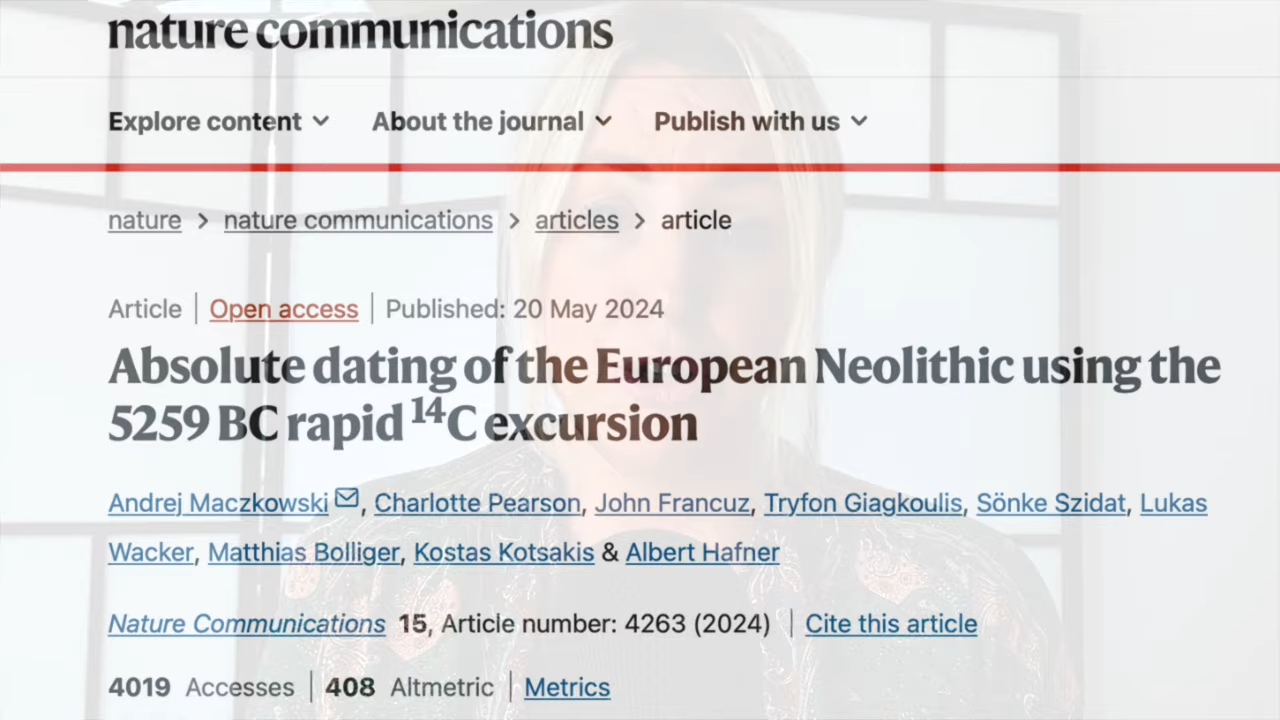 nature communications
Explore content About the journal Publish with us
nature > nature communications > articles > article
Article | Open access | Published: 20 May 2024
Absolute dating of the European Neolithic using the
5259 BC rapid ¹⁴C excursion
Andrej Maczkowski, Charlotte Pearson, John Francuz, Tryfon Giagkoulis, Sönke Szidat, Lukas
Wacker, Matthias Bolliger, Kostas Kotsakis & Albert Hafner
Nature Communications 15, Article number: 4263 (2024) | Cite this article
4019 Accesses | 408 Altmetric | Metrics